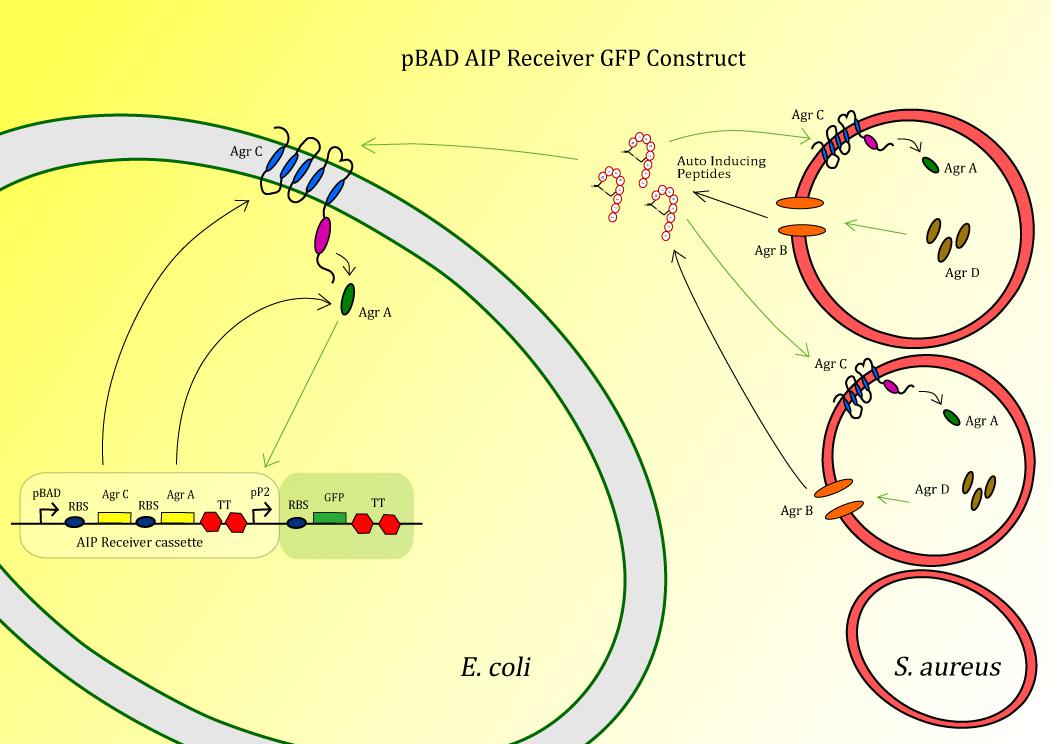 pBAD AIP Receiver GFP Construct
Agr C
Agr C
Auto Inducing
Peptides
Agr A
Agr B
Agr D
Agr A
Agr C
Agr A
Agr D
Agr B
pBAD
RBS
Agr C
RBS
Agr A
TT
pP2
RBS
GFP
TT
AIP Receiver cassette
E. coli
S. aureus